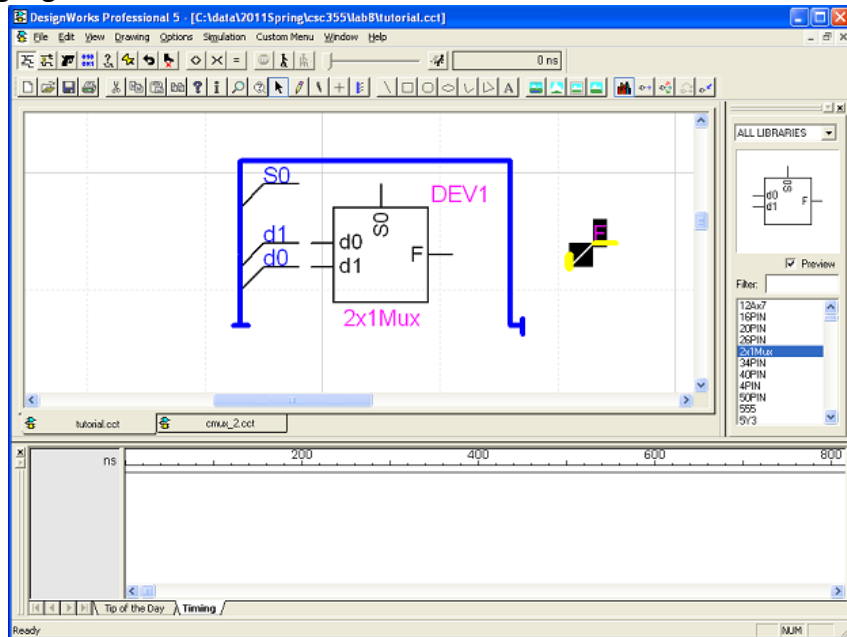 DesignWorks Professional 5 - [C:\data\2011Spring\csc355\lab8\tutorial.cct]
File Edit View Drawing Options Simulation Custom Menu Window Help
0 ns
A
ALL LIBRARIES
S0
d0
d1
F
Preview
Filter:
12Ax7
16PIN
20PIN
26PIN
2x1Mux
34PIN
40PIN
4PIN
50PIN
555
5Y3
S0
DEV1
d1
d0
S0
d0
d1
F
2x1Mux
F
tutorial.cct
cmux_2.cct
ns
200
400
600
800
Tip of the Day
Timing
Ready
NUM